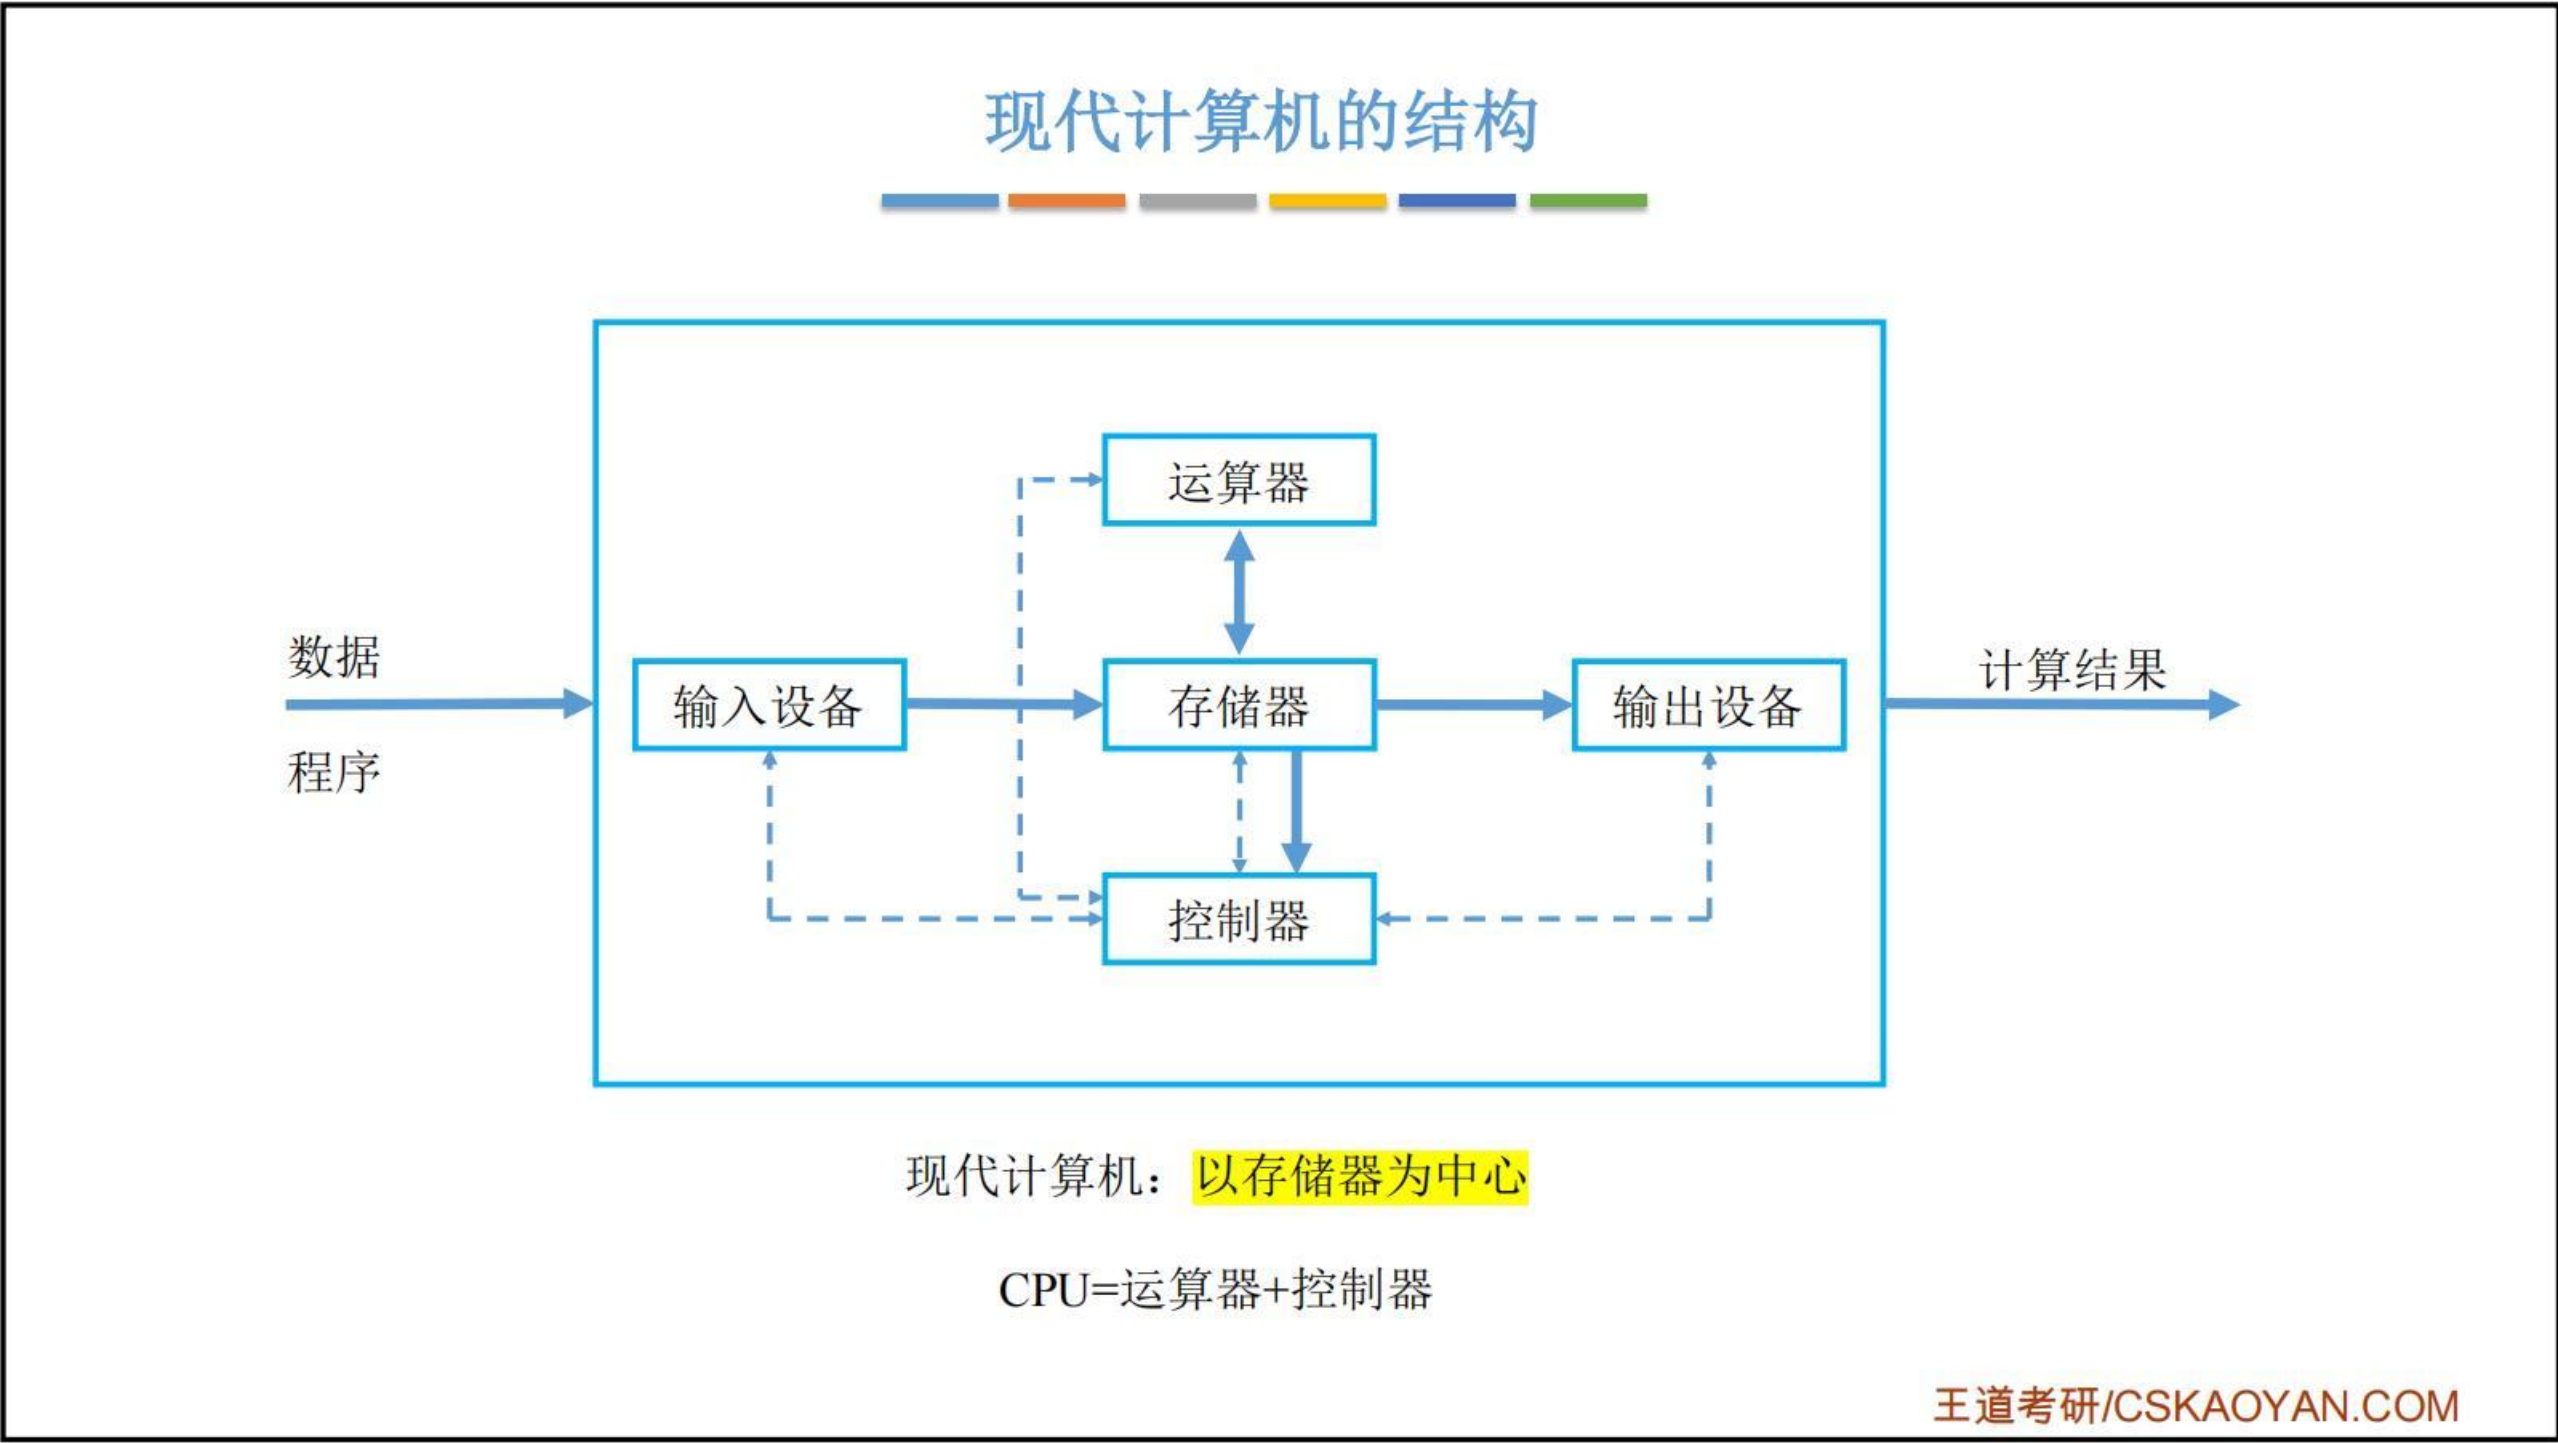 现代计算机的结构
运算器
数据
程序
输入设备
存储器
输出设备
计算结果
控制器
现代计算机：以存储器为中心
CPU=运算器+控制器
王道考研/CSKAOYAN.COM